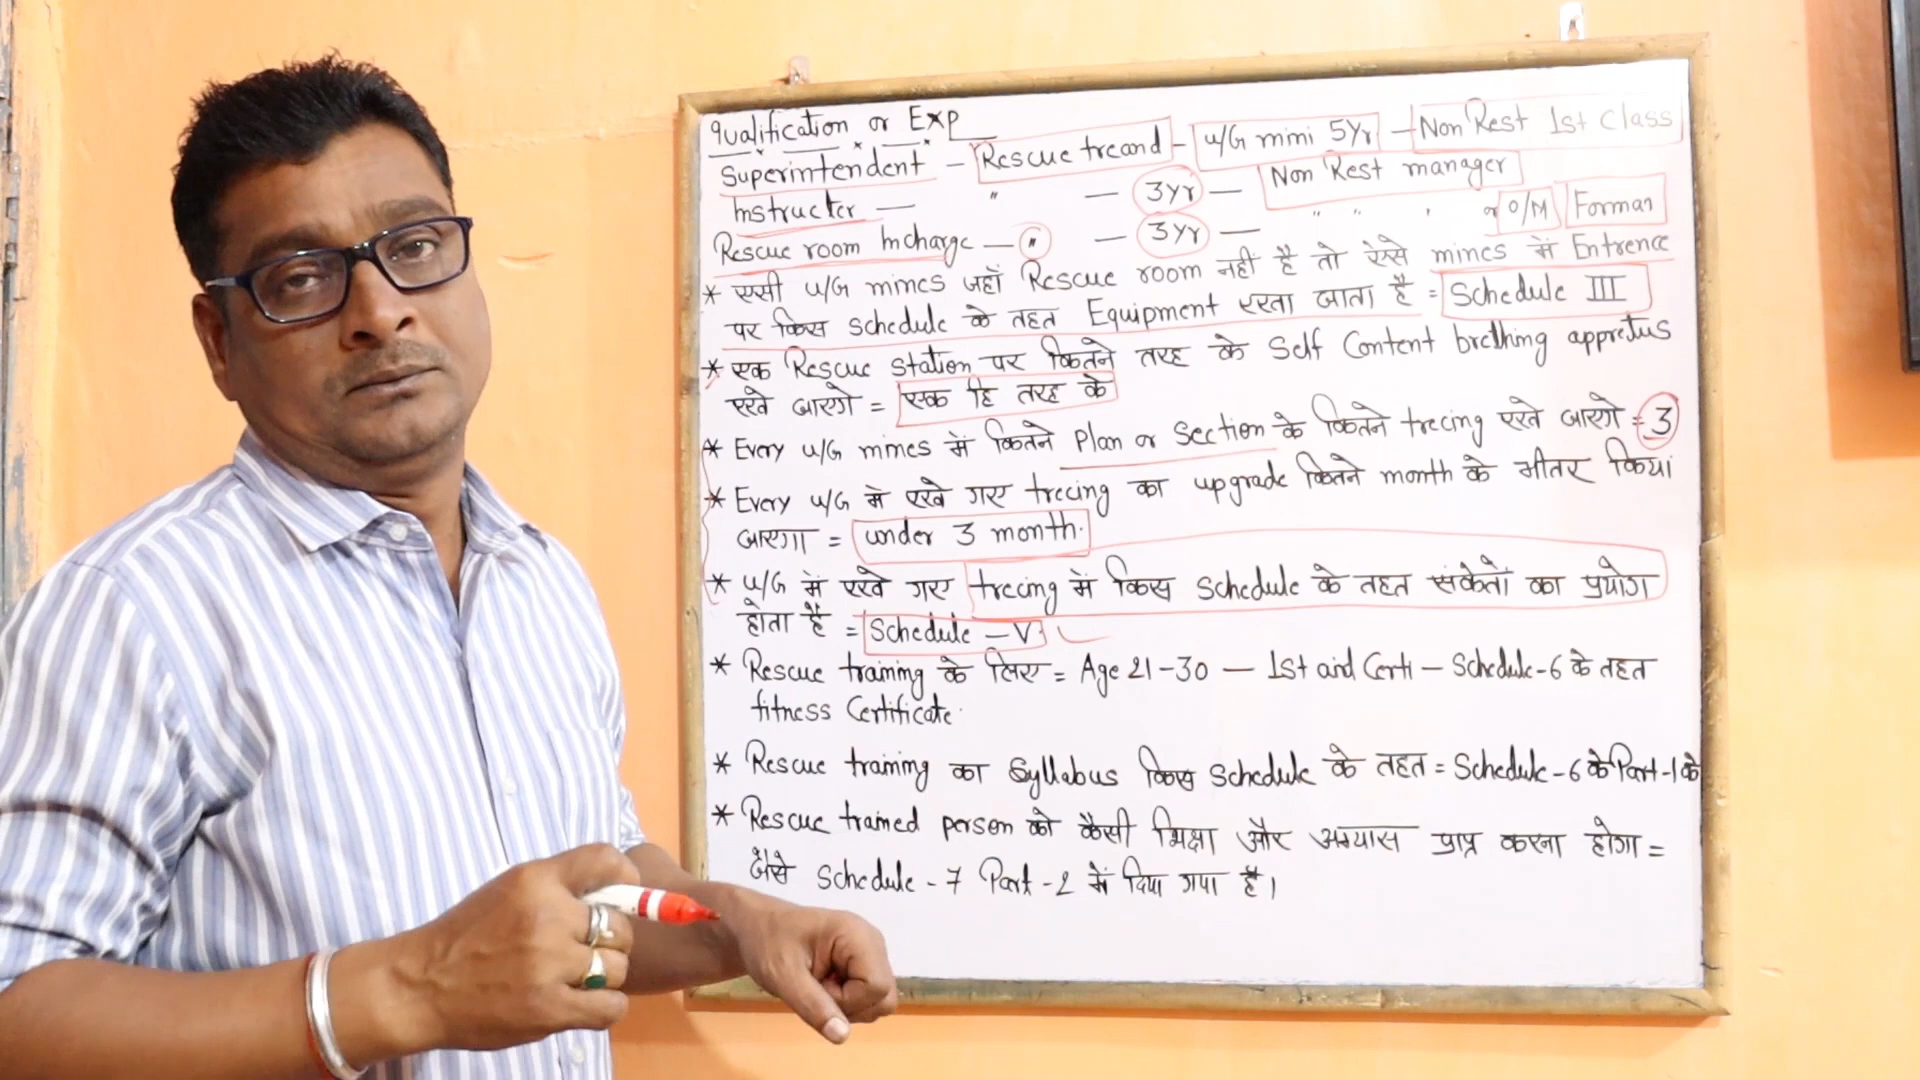 qualification or Exp
Superintendent – Rescue treand – u/G mini 5Yr – Non Rest 1st Class
Instructer — " — 3yr — Non Rest manager
Rescue room Incharge — " — 3yr — " " ' or O/M Forman
* एसी u/G mines जहाँ Rescue room नही है तो ऐसे mines में Entrence
पर किस schedule के तहत Equipment रखा जाता है = Schedule III
* एक Rescue Station पर कितने तरह के Self Content brething appretus
रखे जाएगे = एक हि तरह के
* Every u/G mines में कितने Plan or Section के कितने trecing रखे जाएगे = 3
* Every u/G मे रखे गए trecing का upgrade कितने month के भीतर किया
जाएगा = under 3 month.
* u/G में रखे गए trecing में किस Schedule के तहत संकेतों का प्रयोग
होता है = Schedule – V
* Rescue training के लिए = Age 21-30 — 1st aid Certi – Schedule-6 के तहत
fitness Certificate.
* Rescue training का Syllabus किस Schedule के तहत = Schedule-6 के Part-1 के
* Rescue trained person को कैसी शिक्षा और अभ्यास प्राप्त करना होगा =
जैसे Schedule - 7 Part -2 में दिया गया है।